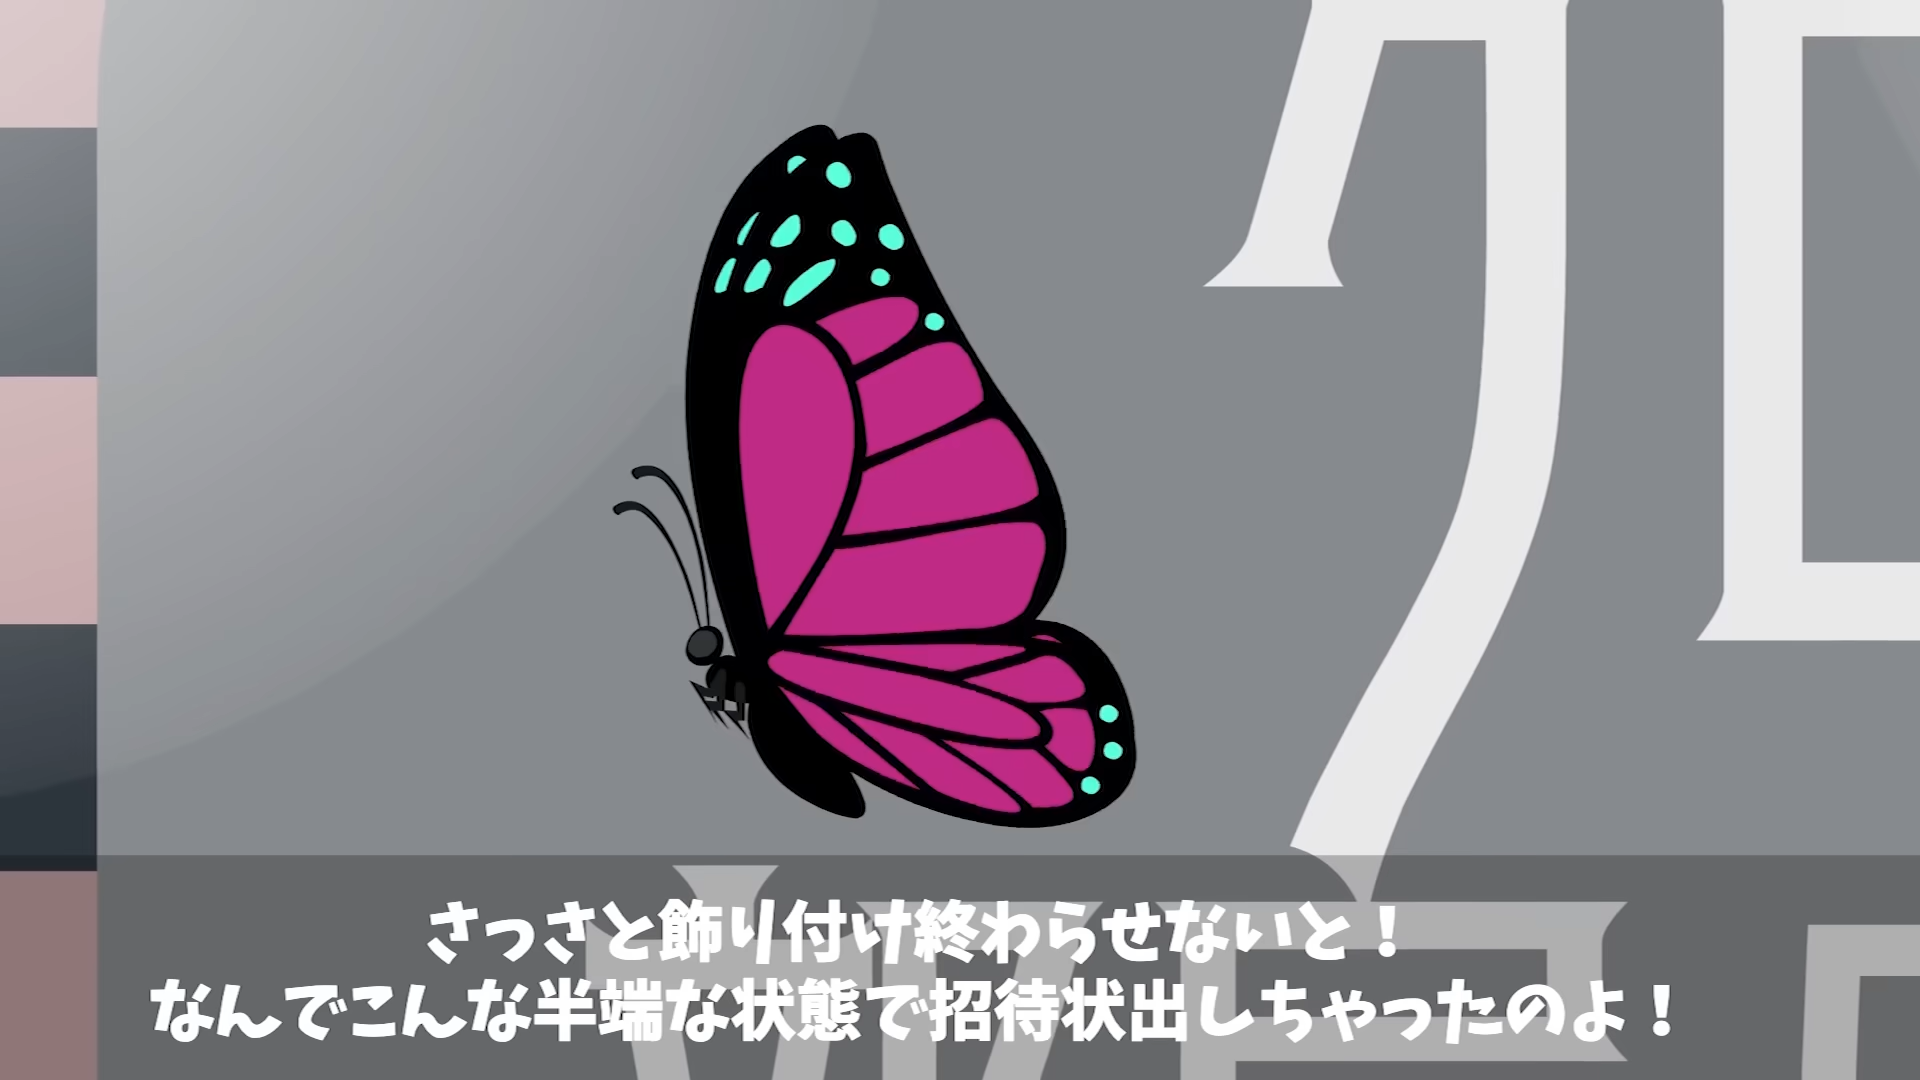 さっさと飾り付け終わらせないと！
なんでこんな半端な状態で招待状出しちゃったのよ！